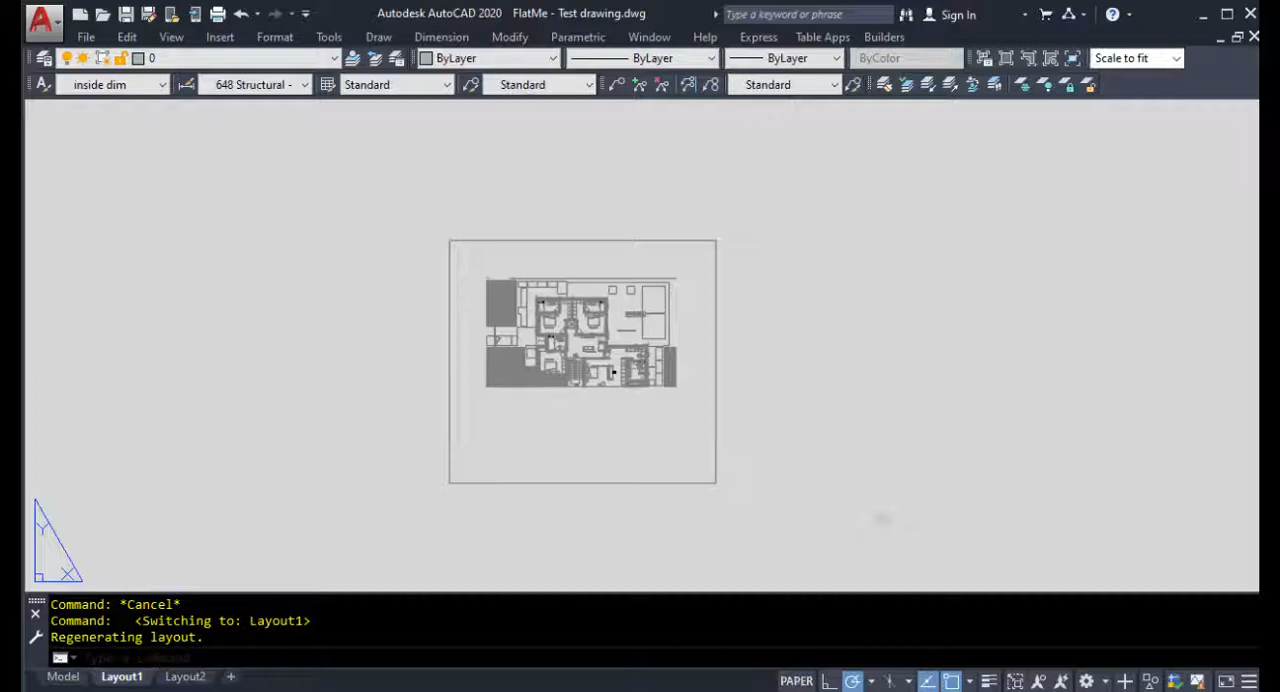 Autodesk AutoCAD 2020 FlatMe - Test drawing.dwg
Type a keyword or phrase
Sign In
File Edit View Insert Format Tools Draw Dimension Modify Parametric Window Help Express Table Apps Builders
0 ByLayer ByLayer ByLayer ByColor Scale to fit
inside dim 648 Structural - Standard Standard Standard
Y
X
Command: *Cancel*
Command: <Switching to: Layout1>
Regenerating layout.
Type a command
Model Layout1 Layout2 +
PAPER